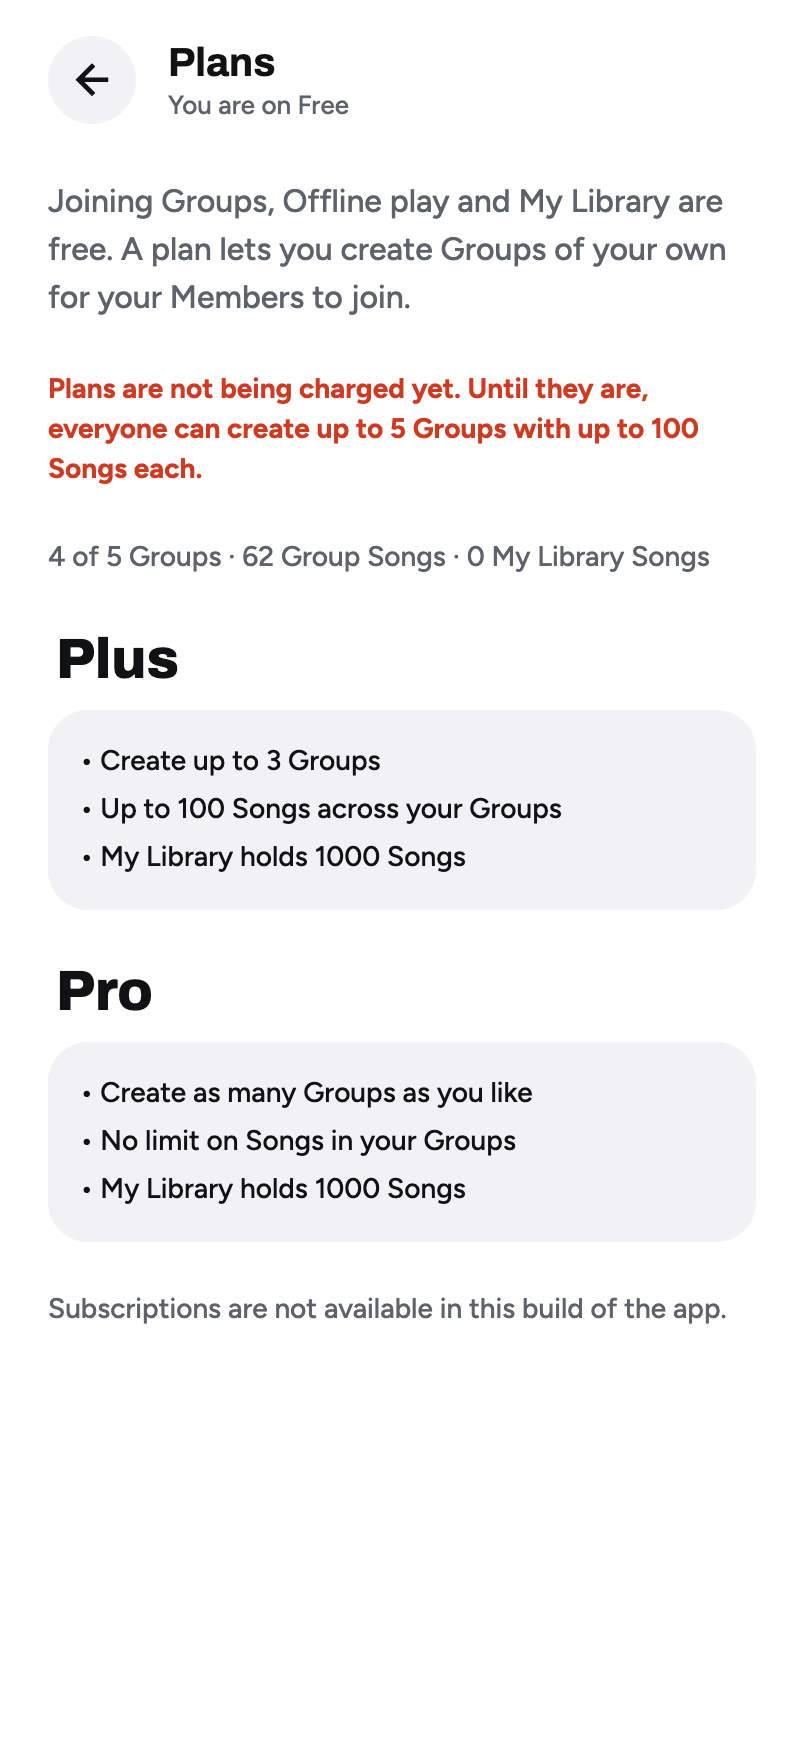 Plans
You are on Free
Joining Groups, Offline play and My Library are
free. A plan lets you create Groups of your own
for your Members to join.
Plans are not being charged yet. Until they are,
everyone can create up to 5 Groups with up to 100
Songs each.
4 of 5 Groups · 62 Group Songs · 0 My Library Songs
Plus
• Create up to 3 Groups
• Up to 100 Songs across your Groups
• My Library holds 1000 Songs
Pro
• Create as many Groups as you like
• No limit on Songs in your Groups
• My Library holds 1000 Songs
Subscriptions are not available in this build of the app.